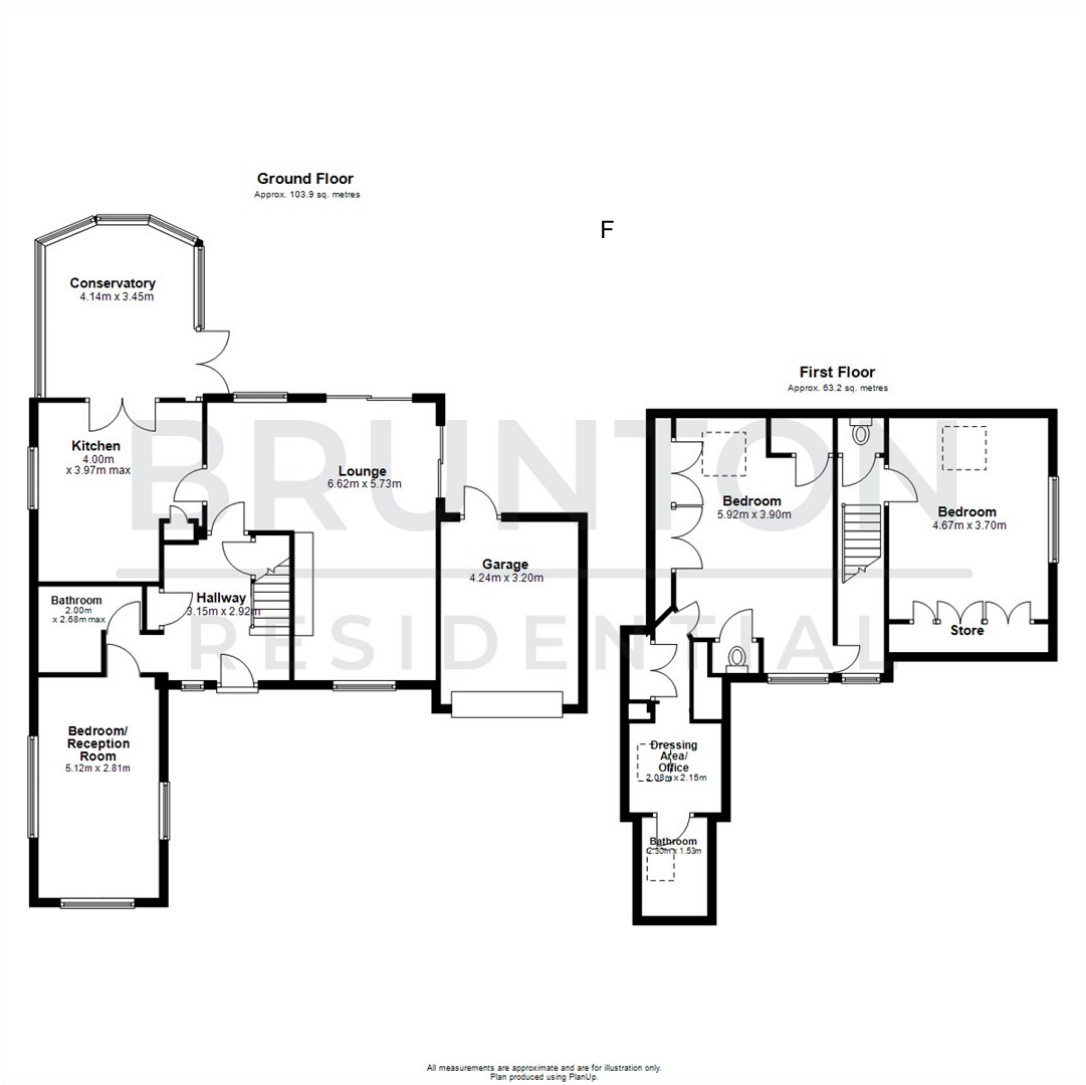 Ground Floor
Approx. 103.9 sq. metres
F
Conservatory
4.14m x 3.45m
First Floor
Approx. 63.2 sq. metres
BRUNTON
RESIDENTIAL
Kitchen
4.00m
x 3.97m max
Lounge
6.62m x 5.73m
Garage
4.24m x 3.20m
Hallway
3.15m x 2.92m
Bathroom
2.00m
x 2.68m max
Bedroom/
Reception
Room
5.12m x 2.81m
Bedroom
5.92m x 3.90m
Bedroom
4.67m x 3.70m
Store
Dressing
Area/
Office
2.08m x 2.15m
Bathroom
2.30m x 1.53m
All measurements are approximate and are for illustration only.
Plan produced using PlanUp.